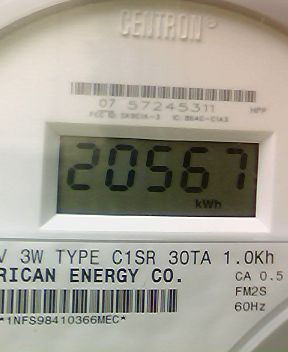 CENTRON®
07 57245311 HPP
20567
kWh
V 3W TYPE C1SR 30TA 1.0Kh
RICAN ENERGY CO. CA 0.5
FM2S
*1NFS98410366MEC* 60Hz